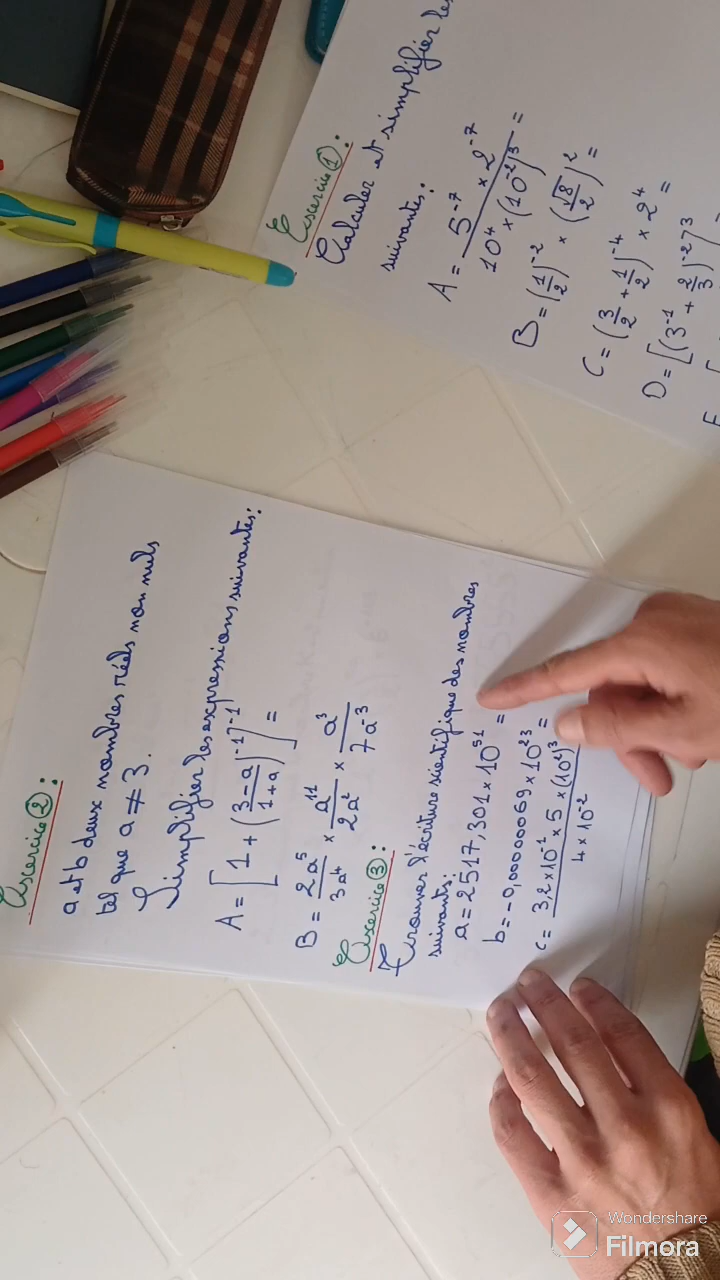 Exercice ① :
Calculer et simplifier les
suivantes :
A = 5⁻⁷ × 2⁻⁷ / 10⁴ × (10⁻²)³ =
B = (1/2)⁻² × (√8/2)² =
C = (3/2 + 1/2)⁻⁴ × 2⁴ =
D = [(3⁻¹ + 2/3)⁻²]³
Exercice ② :
a et b deux nombres réels non nuls
tel que a ≠ 3.
Simplifier les expressions suivantes :
A = [1 + ((3-a)/(1+a))⁻¹]⁻¹ =
B = 2a⁵/3a⁴ × a¹¹/2a² × a³/7a⁻³
Exercice ③ :
Trouver l'écriture scientifique des nombres
suivants :
a = 2517,301 × 10⁵¹
b = -0,00000069 × 10²³ =
c = 3,2 × 10⁻¹ × 5 × (10²)³ / 4 × 10⁻² =
Wondershare
Filmora